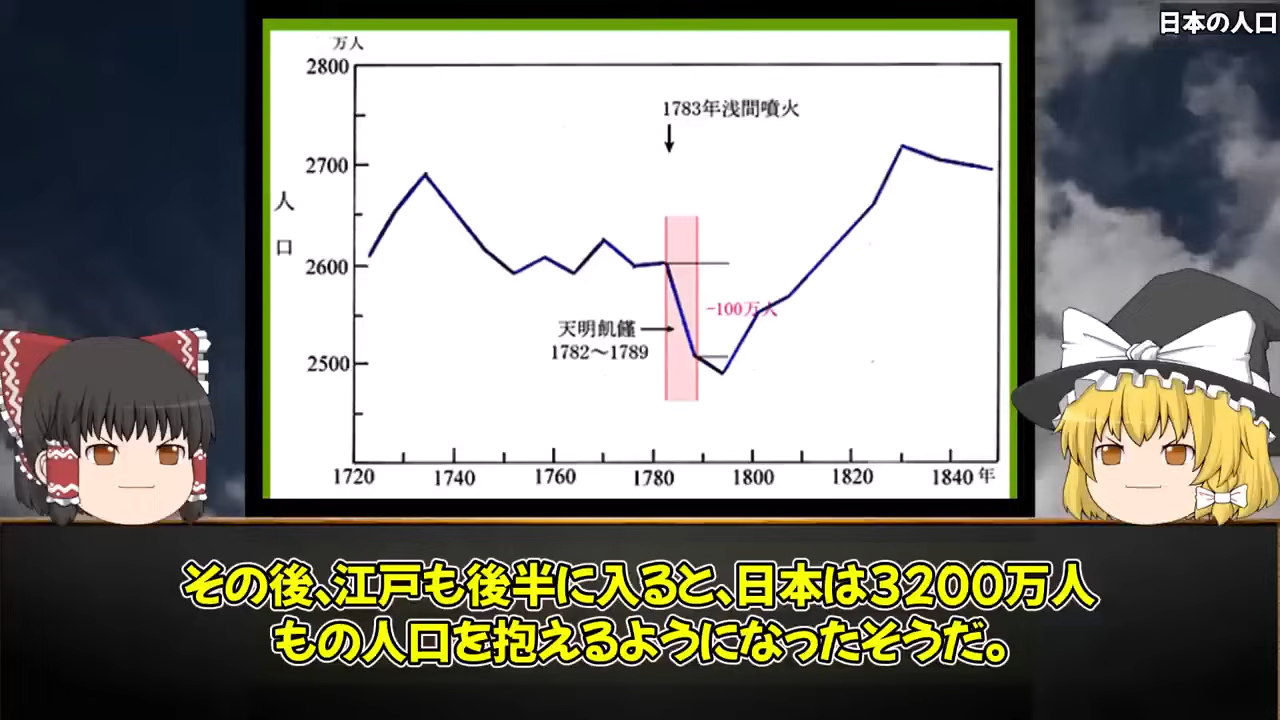 日本の人口
万人
2800
1783年浅間噴火
2700
人
口
2600
-100万人
天明飢饉
1782〜1789
2500
1720 1740 1760 1780 1800 1820 1840 年
その後、江戸も後半に入ると、日本は3200万人
もの人口を抱えるようになったそうだ。